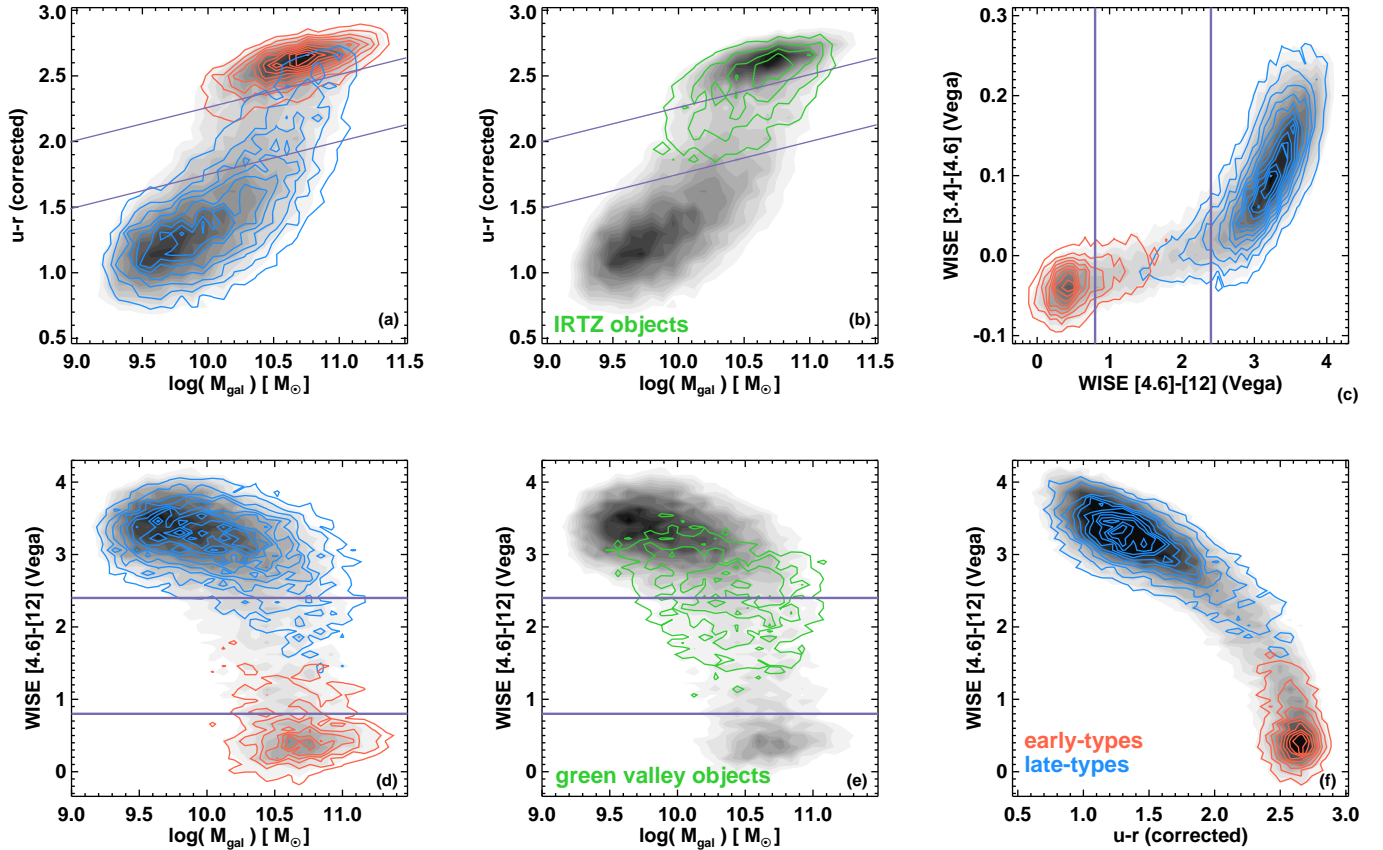 3.0
2.5
2.0
1.5
1.0
0.5
u-r (corrected)
(a)
9.0 9.5 10.0 10.5 11.0 11.5
log( M_gal ) [ M_⊙ ]
3.0
2.5
2.0
1.5
1.0
0.5
u-r (corrected)
IRTZ objects
(b)
9.0 9.5 10.0 10.5 11.0 11.5
log( M_gal ) [ M_⊙ ]
0.3
0.2
0.1
0.0
-0.1
WISE [3.4]-[4.6] (Vega)
0 1 2 3 4
WISE [4.6]-[12] (Vega)
(c)
4
3
2
1
0
WISE [4.6]-[12] (Vega)
(d)
9.0 9.5 10.0 10.5 11.0
log( M_gal ) [ M_⊙ ]
4
3
2
1
0
WISE [4.6]-[12] (Vega)
green valley objects
(e)
9.0 9.5 10.0 10.5 11.0
log( M_gal ) [ M_⊙ ]
4
3
2
1
0
WISE [4.6]-[12] (Vega)
early-types
late-types
(f)
0.5 1.0 1.5 2.0 2.5 3.0
u-r (corrected)